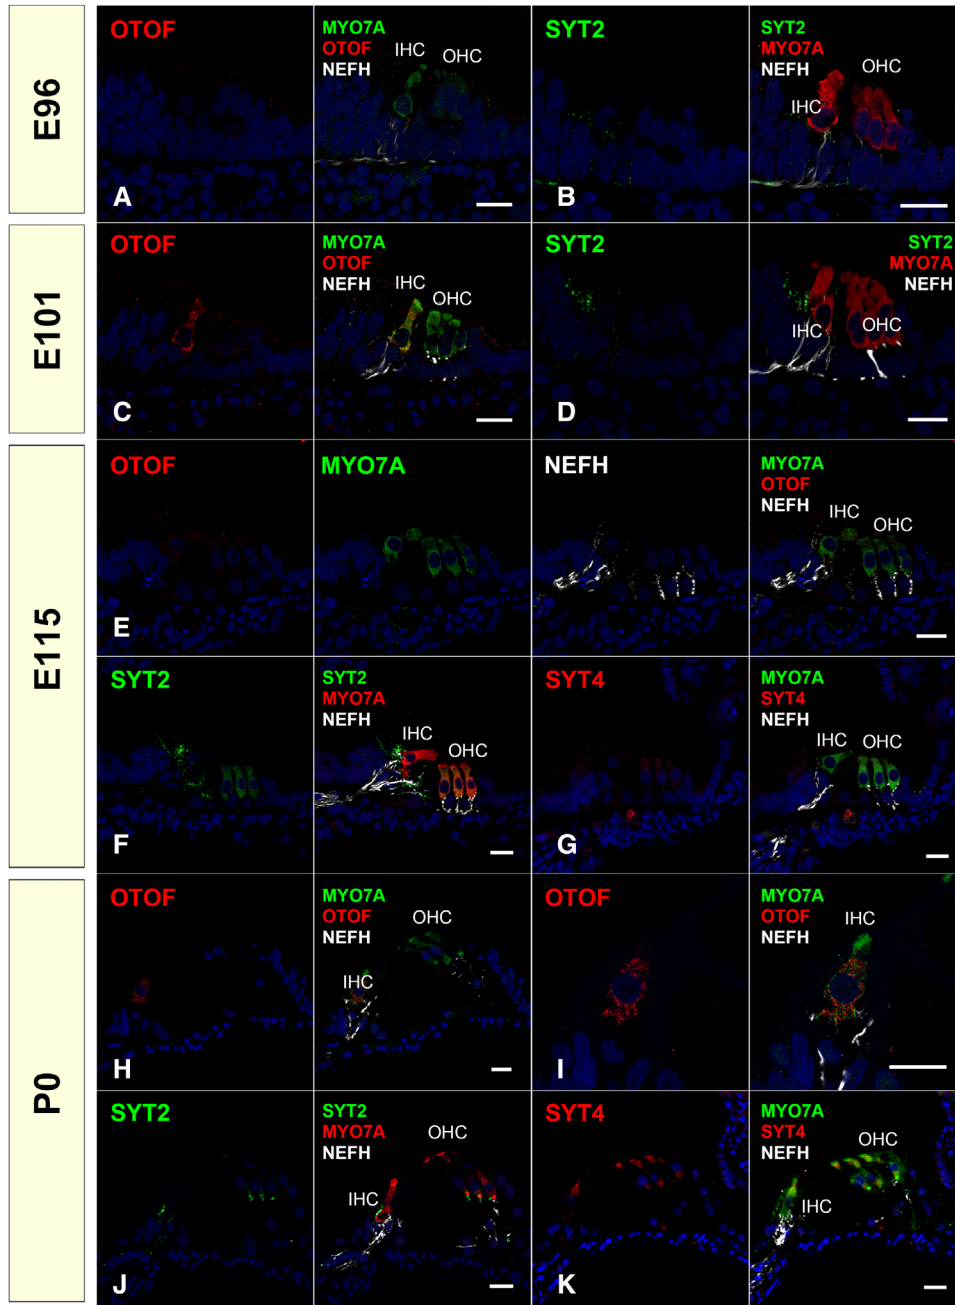 E96
OTOF
MYO7A
OTOF
NEFH
IHC
OHC
A
SYT2
SYT2
MYO7A
NEFH
OHC
IHC
B
E101
OTOF
MYO7A
OTOF
NEFH
IHC
OHC
C
SYT2
SYT2
MYO7A
NEFH
IHC
OHC
D
E115
OTOF
MYO7A
NEFH
MYO7A
OTOF
NEFH
IHC
OHC
E
SYT2
SYT2
MYO7A
NEFH
IHC
OHC
F
SYT4
MYO7A
SYT4
NEFH
IHC
OHC
G
P0
OTOF
MYO7A
OTOF
NEFH
OHC
IHC
H
OTOF
MYO7A
OTOF
NEFH
IHC
I
SYT2
SYT2
MYO7A
NEFH
OHC
IHC
J
SYT4
MYO7A
SYT4
NEFH
OHC
IHC
K